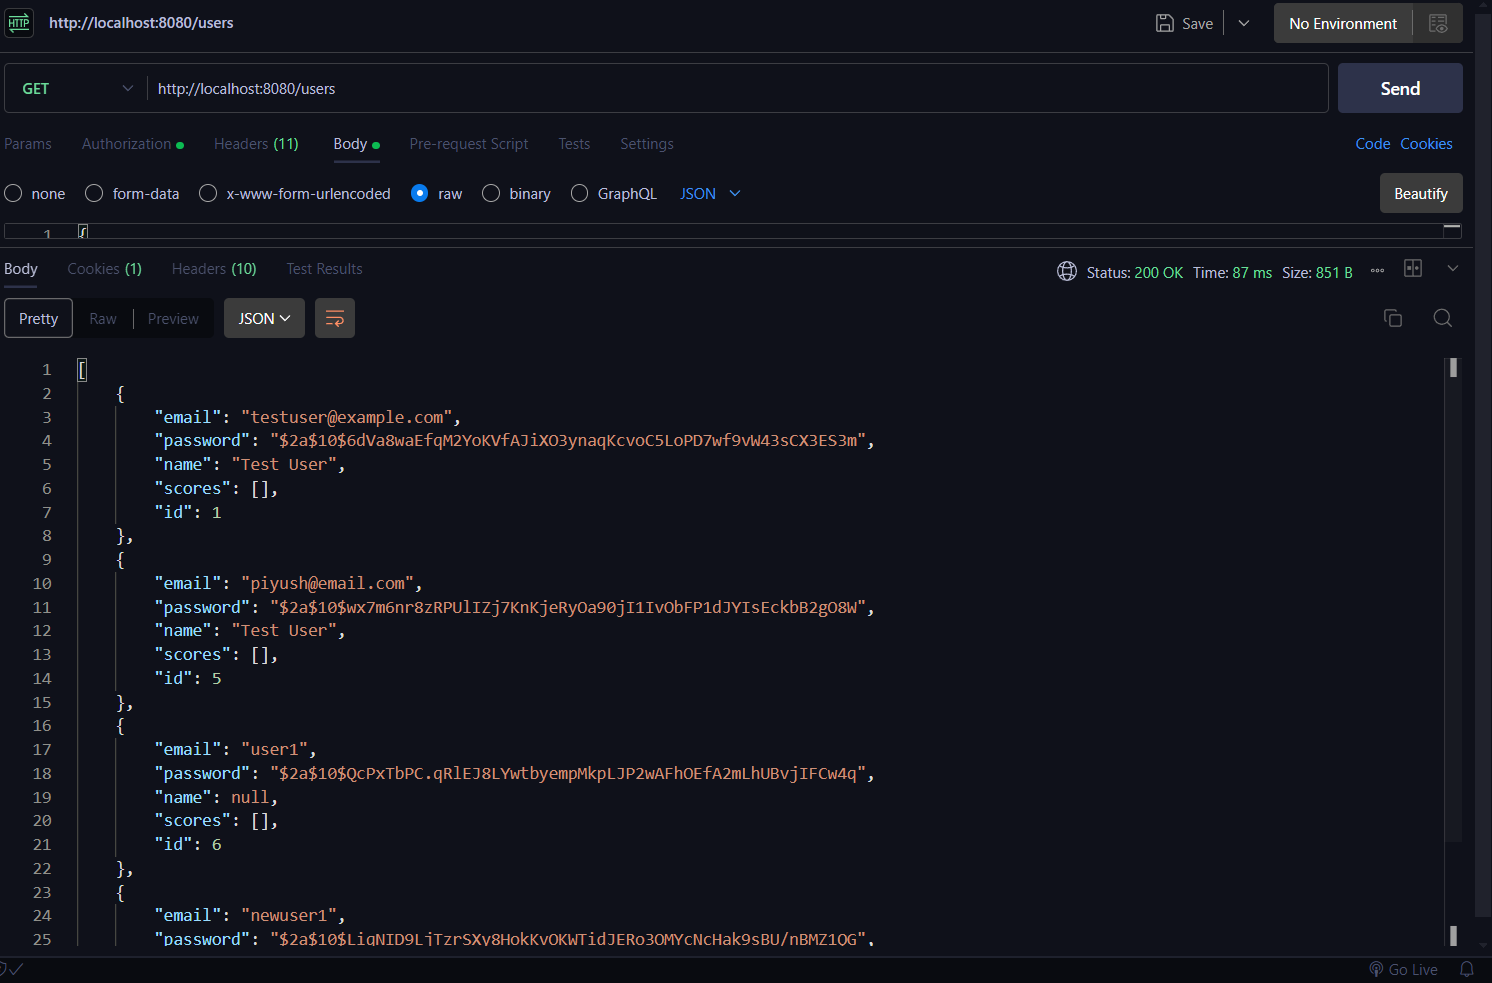 HTTP http://localhost:8080/users Save No Environment
GET http://localhost:8080/users Send
Params Authorization Headers (11) Body Pre-request Script Tests Settings Code Cookies
none form-data x-www-form-urlencoded raw binary GraphQL JSON Beautify
1 {
Body Cookies (1) Headers (10) Test Results Status: 200 OK Time: 87 ms Size: 851 B
Pretty Raw Preview JSON
1 [
2 {
3 "email": "testuser@example.com",
4 "password": "$2a$10$6dVa8waEfqM2YoKVfAJiXO3ynaqKcvoC5LoPD7wf9vW43sCX3ES3m",
5 "name": "Test User",
6 "scores": [],
7 "id": 1
8 },
9 {
10 "email": "piyush@email.com",
11 "password": "$2a$10$wx7m6nr8zRPUlIZj7KnKjeRyOa90jI1IvObFP1dJYIsEckbB2gO8W",
12 "name": "Test User",
13 "scores": [],
14 "id": 5
15 },
16 {
17 "email": "user1",
18 "password": "$2a$10$QcPxTbPC.qRlEJ8LYwtbyempMkpLJP2wAFhOEfA2mLhUBvjIFCw4q",
19 "name": null,
20 "scores": [],
21 "id": 6
22 },
23 {
24 "email": "newuser1",
25 "password": "$2a$10$LiqNID9LjTzrSXy8HokKvOKWTidJERo3OMYcNcHak9sBU/nBMZ1QG",
Go Live